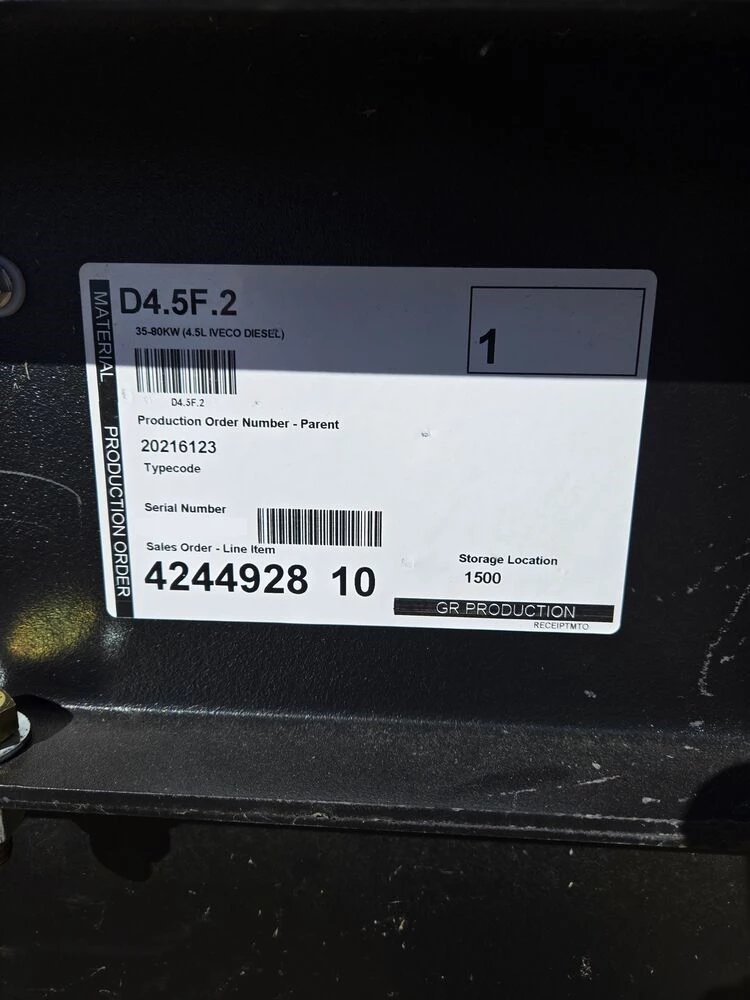 MATERIAL
D4.5F.2
35-80KW (4.5L IVECO DIESEL)
1
D4.5F.2
PRODUCTION ORDER
Production Order Number - Parent
20216123
Typecode
Serial Number
Sales Order - Line Item
4244928 10
Storage Location
1500
GR PRODUCTION
RECEIPTMTO